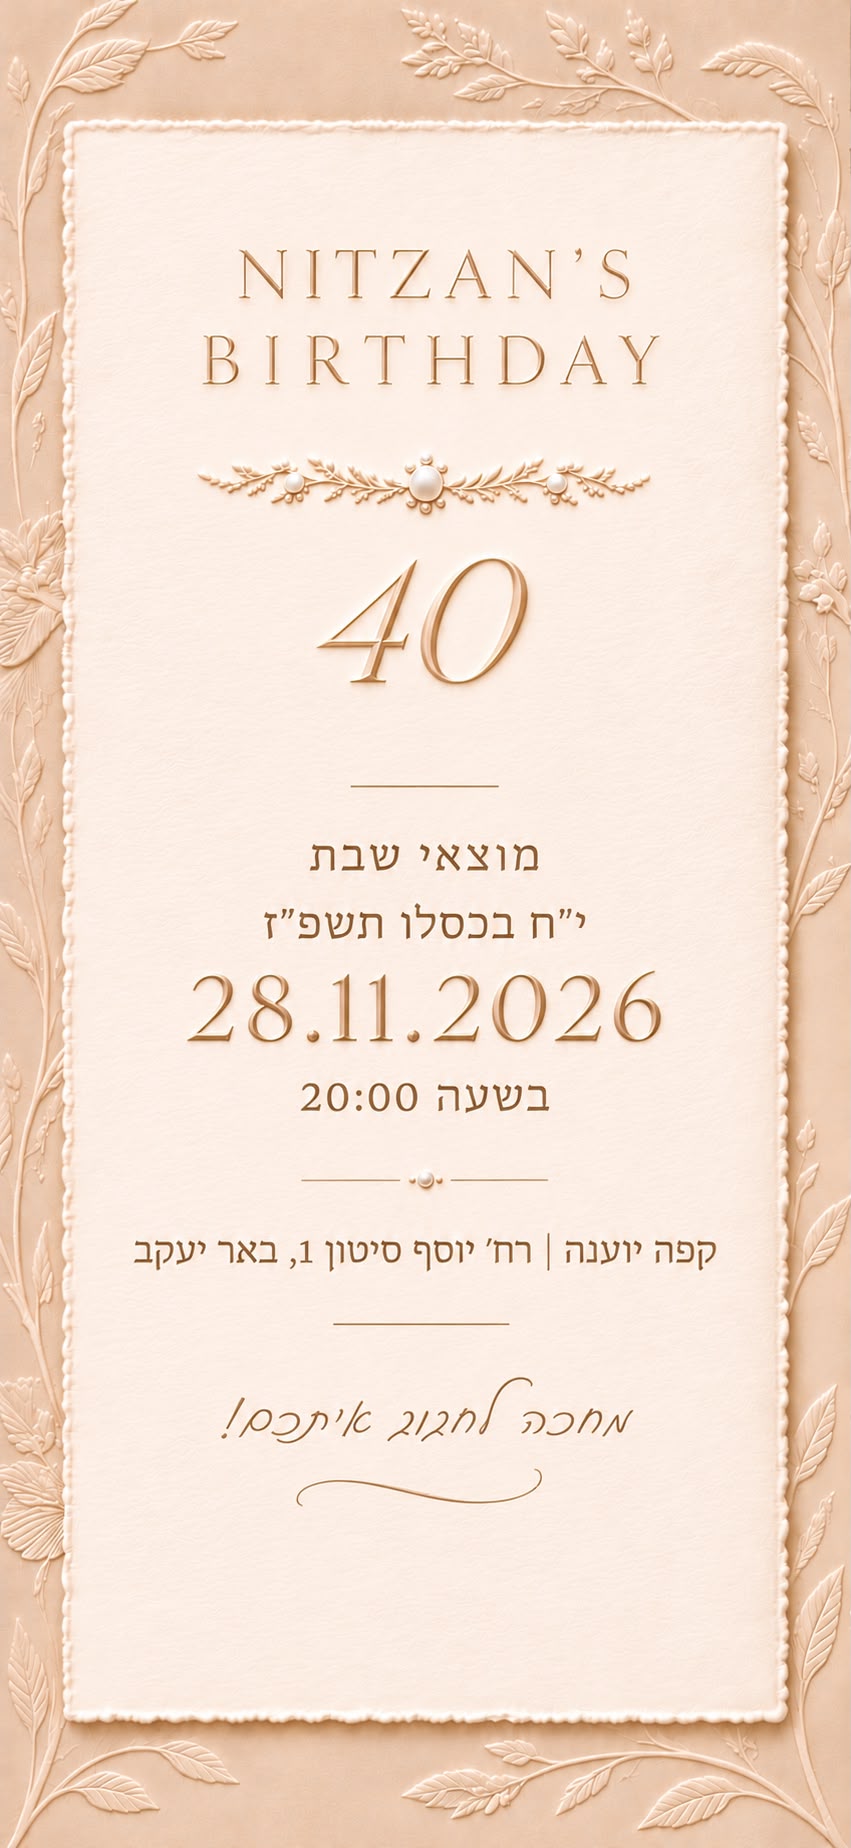 NITZAN’S
BIRTHDAY
40
מוצאי שבת
י״ח בכסלו תשפ״ז
28.11.2026
בשעה 20:00
קפה יוענה | רח׳ יוסף סיטון 1, באר יעקב
מחכה לחגוג איתכם!